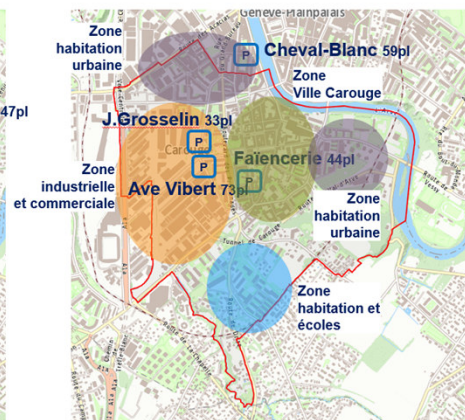 Genève-Plainpalais
Zone
habitation
urbaine
P
Cheval-Blanc 59pl
Zone
Ville Carouge
47pl
J.Grosselin 33pl
P
Carouge
P
Faïencerie 44pl
P
Ave Vibert 73pl
Zone
industrielle
et commerciale
Zone
habitation
urbaine
Tunnel de Carouge
Zone
habitation et
écoles